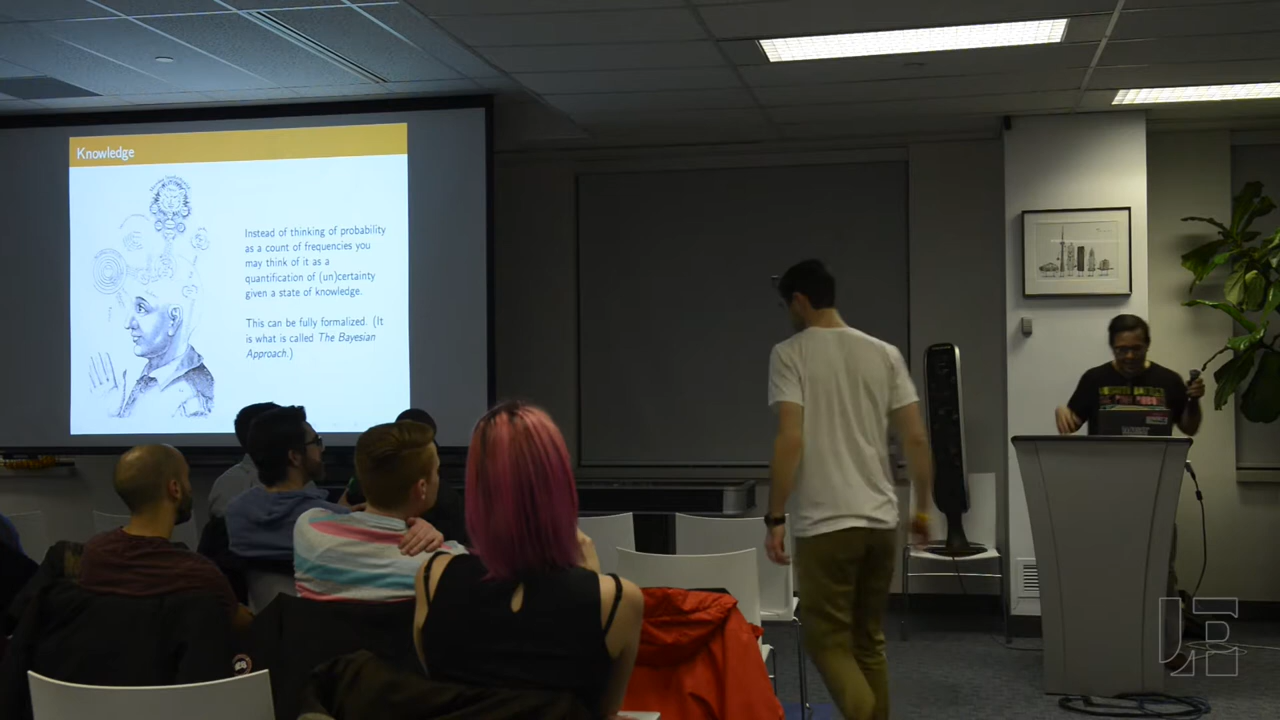 Knowledge
Instead of thinking of probability
as a count of frequencies you
may think of it as a
quantification of (un)certainty
given a state of knowledge.
This can be fully formalized. (It
is what is called The Bayesian
Approach.)